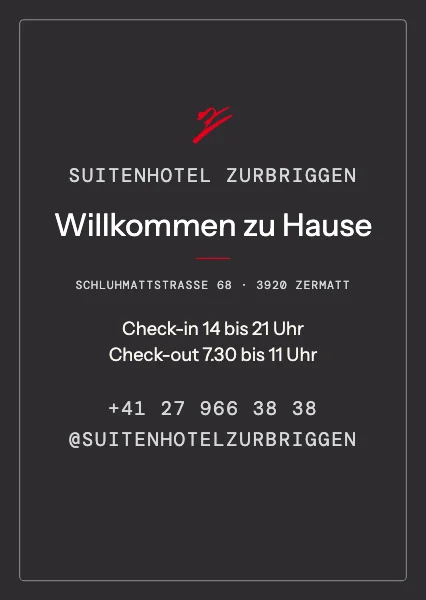 SUITENHOTEL ZURBRIGGEN
Willkommen zu Hause
SCHLUHMATTSTRASSE 68 · 3920 ZERMATT
Check-in 14 bis 21 Uhr
Check-out 7.30 bis 11 Uhr
+41 27 966 38 38
@SUITENHOTELZURBRIGGEN